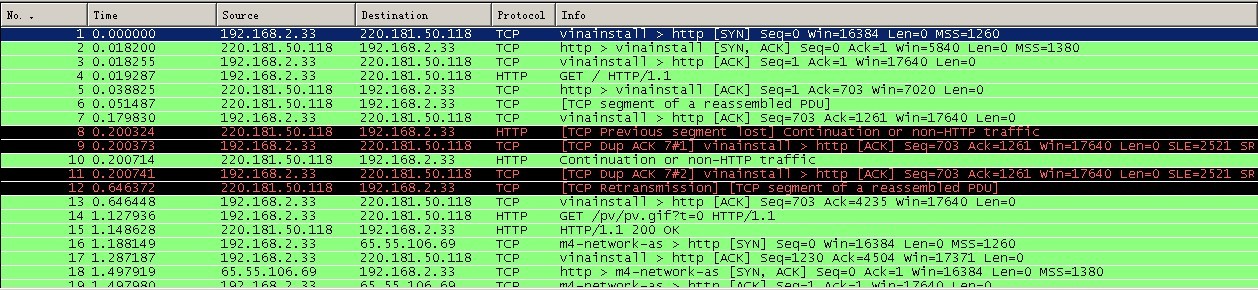 No. . Time Source Destination Protocol Info
1 0.000000 192.168.2.33 220.181.50.118 TCP vinainstall > http [SYN] Seq=0 Win=16384 Len=0 MSS=1260
2 0.018200 220.181.50.118 192.168.2.33 TCP http > vinainstall [SYN, ACK] Seq=0 Ack=1 Win=5840 Len=0 MSS=1380
3 0.018255 192.168.2.33 220.181.50.118 TCP vinainstall > http [ACK] Seq=1 Ack=1 Win=17640 Len=0
4 0.019287 192.168.2.33 220.181.50.118 HTTP GET / HTTP/1.1
5 0.038825 220.181.50.118 192.168.2.33 TCP http > vinainstall [ACK] Seq=1 Ack=703 Win=7020 Len=0
6 0.051487 220.181.50.118 192.168.2.33 TCP [TCP segment of a reassembled PDU]
7 0.179830 192.168.2.33 220.181.50.118 TCP vinainstall > http [ACK] Seq=703 Ack=1261 Win=17640 Len=0
8 0.200324 220.181.50.118 192.168.2.33 HTTP [TCP Previous segment lost] Continuation or non-HTTP traffic
9 0.200373 192.168.2.33 220.181.50.118 TCP [TCP Dup ACK 7#1] vinainstall > http [ACK] Seq=703 Ack=1261 Win=17640 Len=0 SLE=2521 SR
10 0.200714 220.181.50.118 192.168.2.33 HTTP Continuation or non-HTTP traffic
11 0.200741 192.168.2.33 220.181.50.118 TCP [TCP Dup ACK 7#2] vinainstall > http [ACK] Seq=703 Ack=1261 Win=17640 Len=0 SLE=2521 SR
12 0.646372 220.181.50.118 192.168.2.33 TCP [TCP Retransmission] [TCP segment of a reassembled PDU]
13 0.646448 192.168.2.33 220.181.50.118 TCP vinainstall > http [ACK] Seq=703 Ack=4235 Win=17640 Len=0
14 1.127936 192.168.2.33 220.181.50.118 HTTP GET /pv/pv.gif?t=0 HTTP/1.1
15 1.148628 220.181.50.118 192.168.2.33 HTTP HTTP/1.1 200 OK
16 1.188149 192.168.2.33 65.55.106.69 TCP m4-network-as > http [SYN] Seq=0 Win=16384 Len=0 MSS=1260
17 1.287187 192.168.2.33 220.181.50.118 TCP vinainstall > http [ACK] Seq=1230 Ack=4504 Win=17371 Len=0
18 1.497919 65.55.106.69 192.168.2.33 TCP http > m4-network-as [SYN, ACK] Seq=0 Ack=1 Win=16384 Len=0 MSS=1380
19 1.497980 192.168.2.33 65.55.106.69 TCP m4-network-as > http [ACK] Seq=1 Ack=1 Win=17640 Len=0